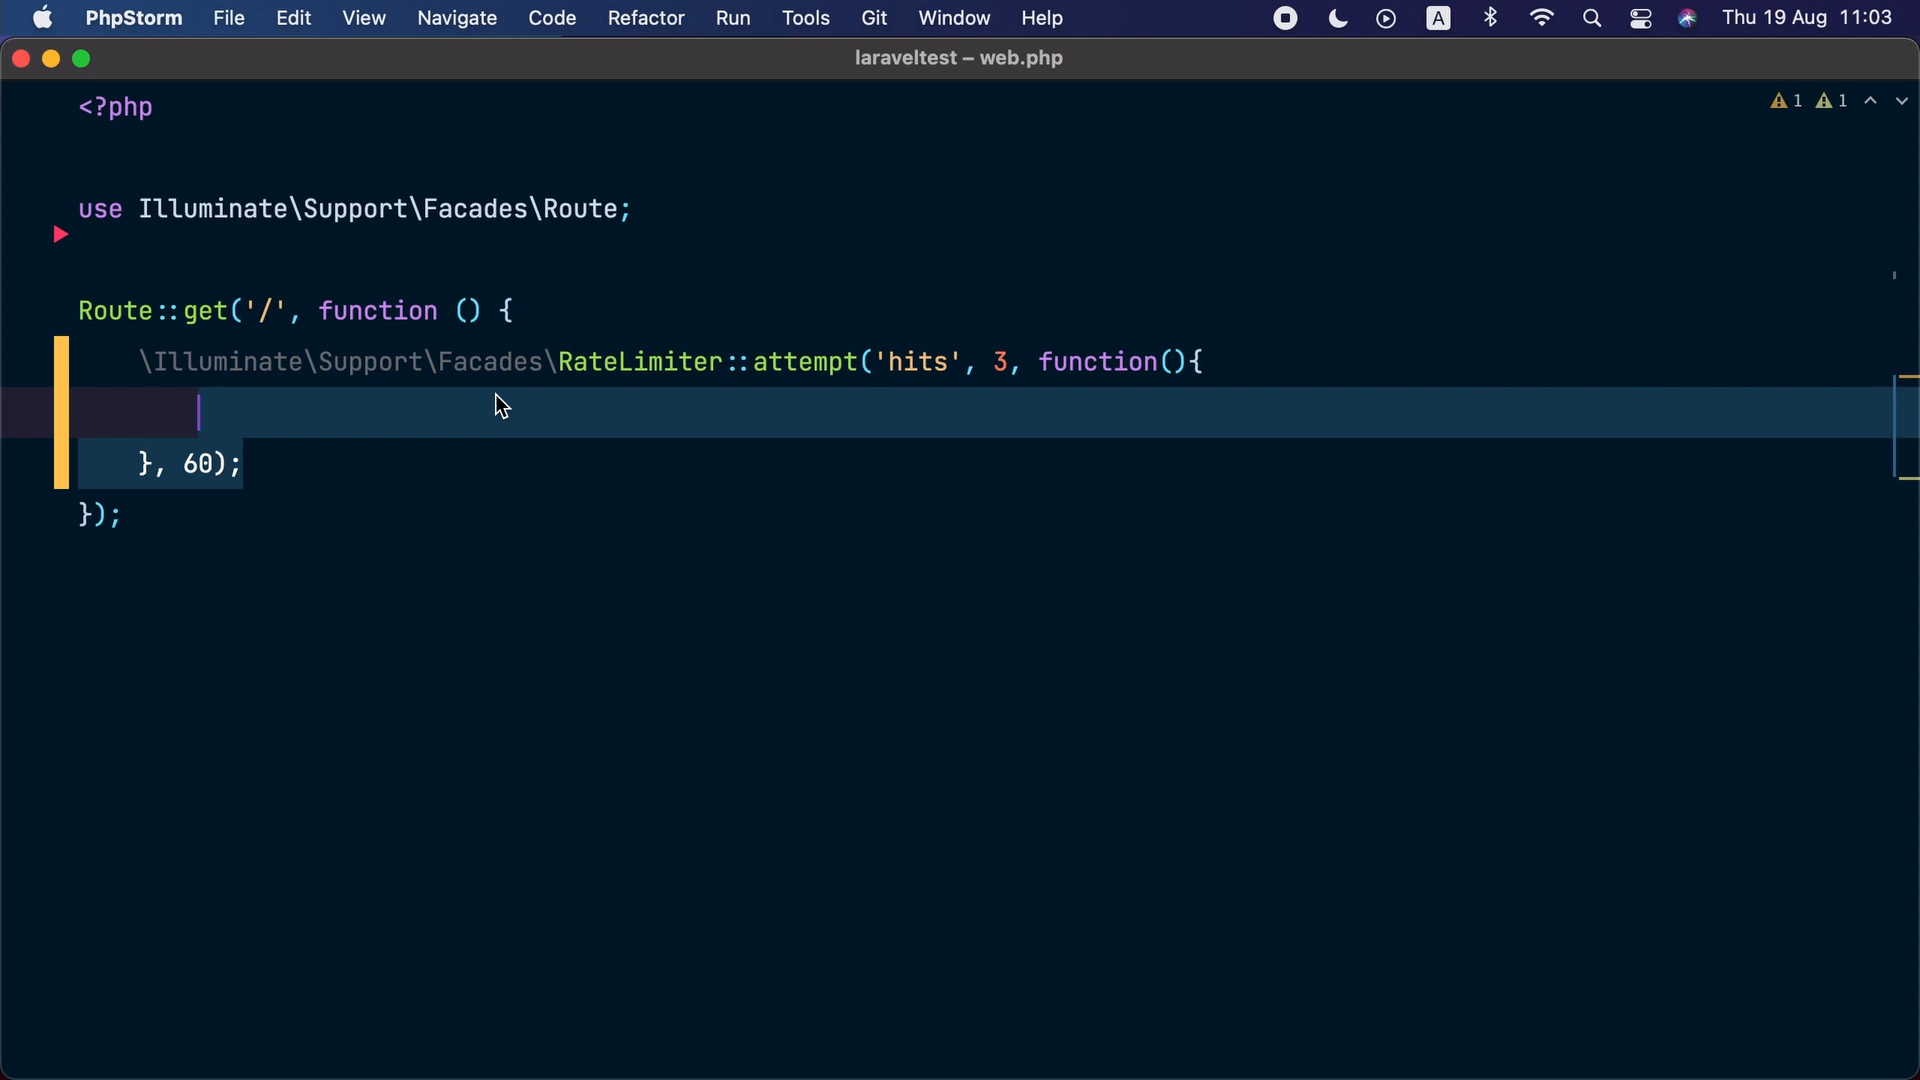 PhpStorm File Edit View Navigate Code Refactor Run Tools Git Window Help A Thu 19 Aug 11:03
laraveltest – web.php
<?php
1 1
use Illuminate\Support\Facades\Route;
Route::get('/', function () {
\Illuminate\Support\Facades\RateLimiter::attempt('hits', 3, function(){
}, 60);
});